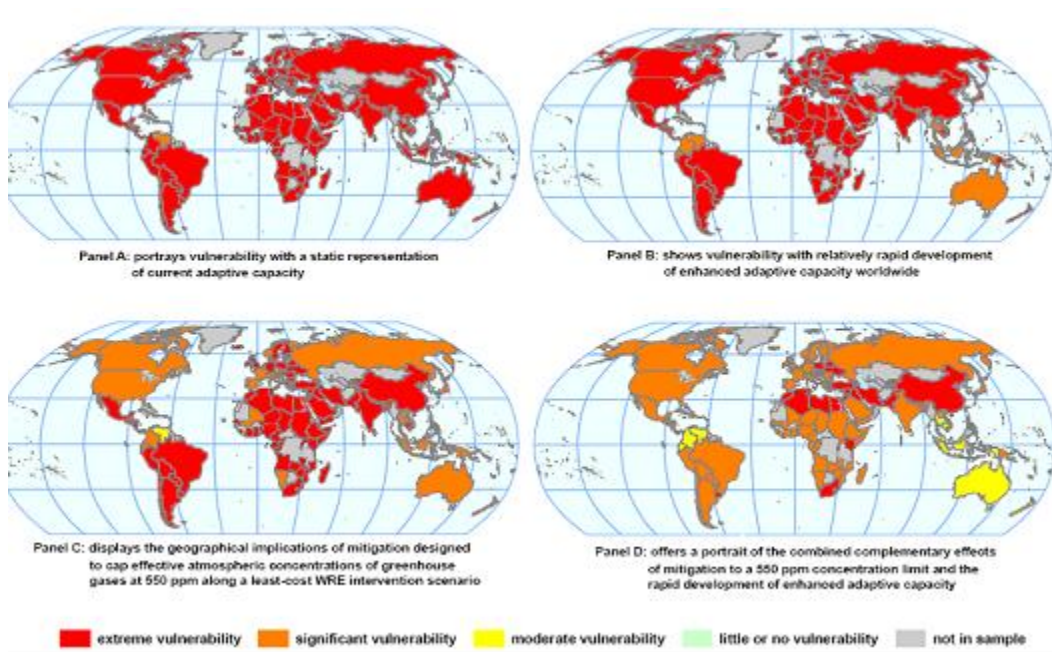 Panel A: portrays vulnerability with a static representation
of current adaptive capacity
Panel B: shows vulnerability with relatively rapid development
of enhanced adaptive capacity worldwide
Panel C: displays the geographical implications of mitigation designed
to cap effective atmospheric concentrations of greenhouse
gases at 550 ppm along a least-cost WRE intervention scenario
Panel D: offers a portrait of the combined complementary effects
of mitigation to a 550 ppm concentration limit and the
rapid development of enhanced adaptive capacity
extreme vulnerability
significant vulnerability
moderate vulnerability
little or no vulnerability
not in sample